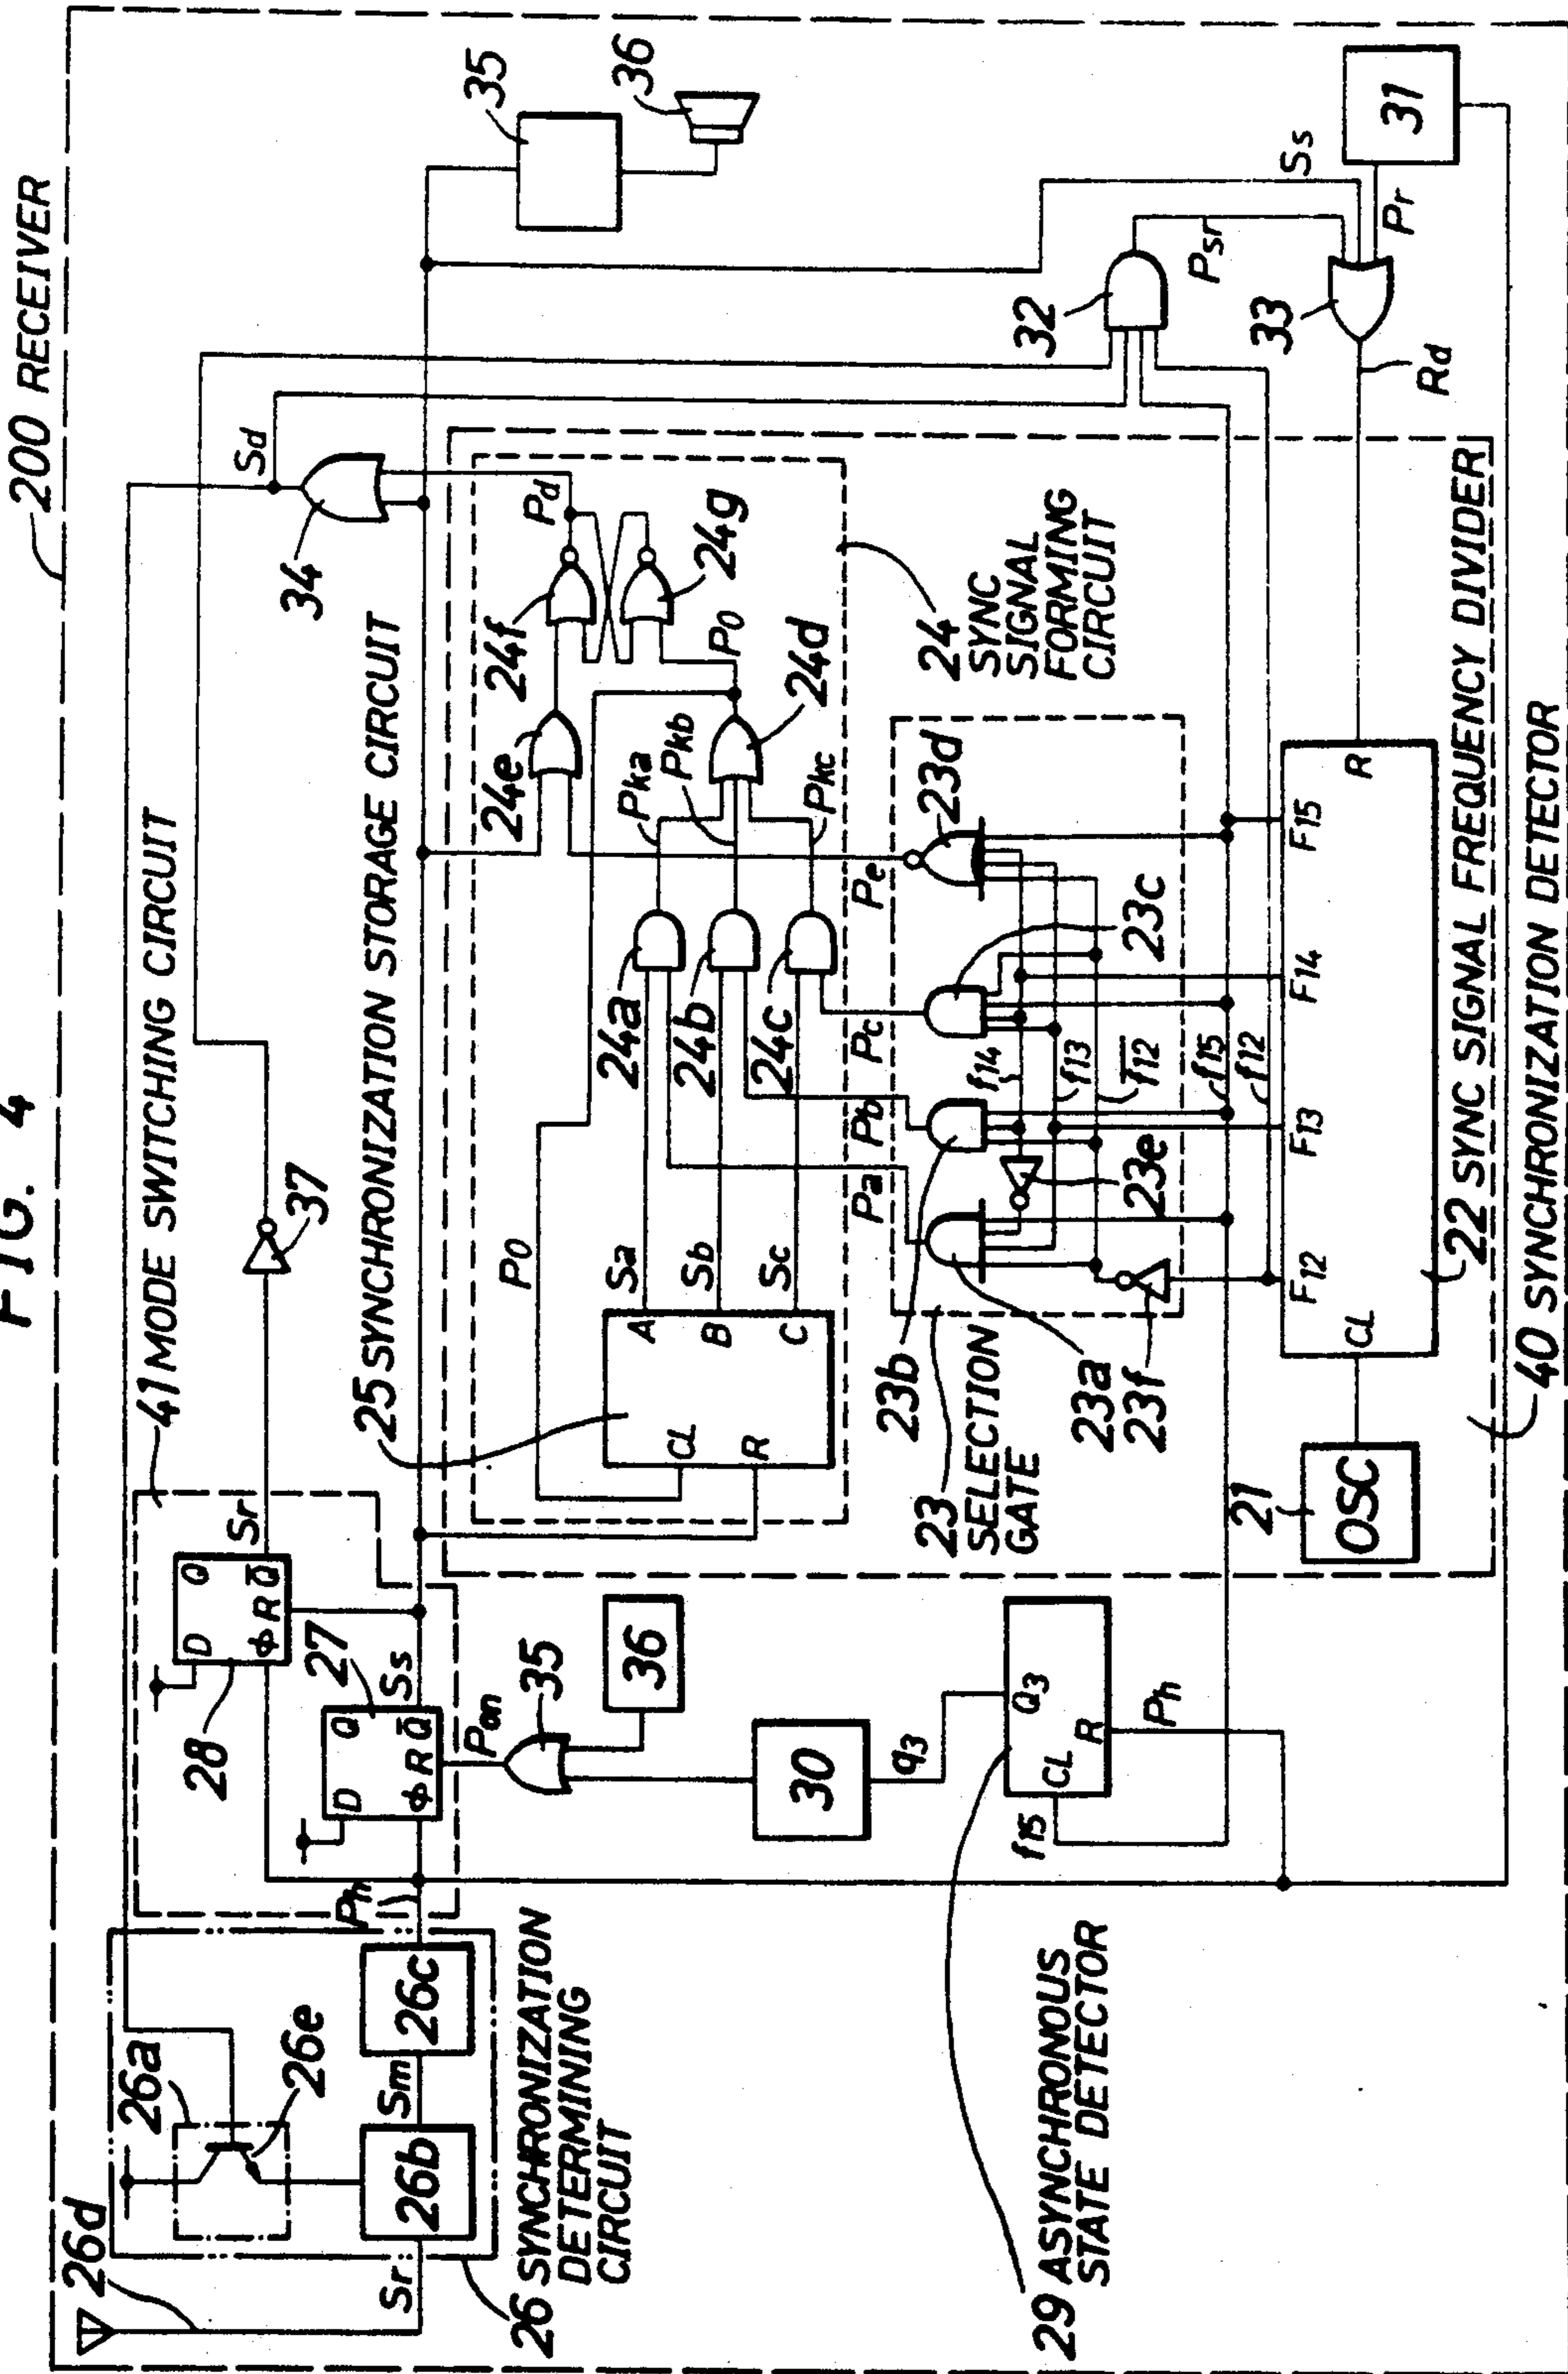 FIG. 4
200 RECEIVER
41 MODE SWITCHING CIRCUIT
37
34
Sd
35
36
26d
26a
26e
26b
Sm
26c
Sr
Ph
28
D
Q
Φ
R
Q̅
Sr
27
D
Q
Φ
R
Q̅
Ss
Pon
35
36
30
q3
26 SYNCHRONIZATION
DETERMINING
CIRCUIT
25 SYNCHRONIZATION STORAGE CIRCUIT
P0
A
B
C
CL
R
Sa
Sb
Sc
24a
24b
24c
Pka
Pkb
Pkc
24e
24f
24g
24d
Pd
P0
24
SYNC
SIGNAL
FORMING
CIRCUIT
32
Psr
Ss
33
Pr
31
Rd
23
SELECTION
GATE
23b
23a
23f
23e
23c
23d
Pa
Pb
Pc
Pe
f14
f13
f̅12
f15
f12
21
OSC
CL
F12
F13
F14
F15
R
22 SYNC SIGNAL FREQUENCY DIVIDER
40 SYNCHRONIZATION DETECTOR
29 ASYNCHRONOUS
STATE DETECTOR
f15
CL
Q3
R
Ph